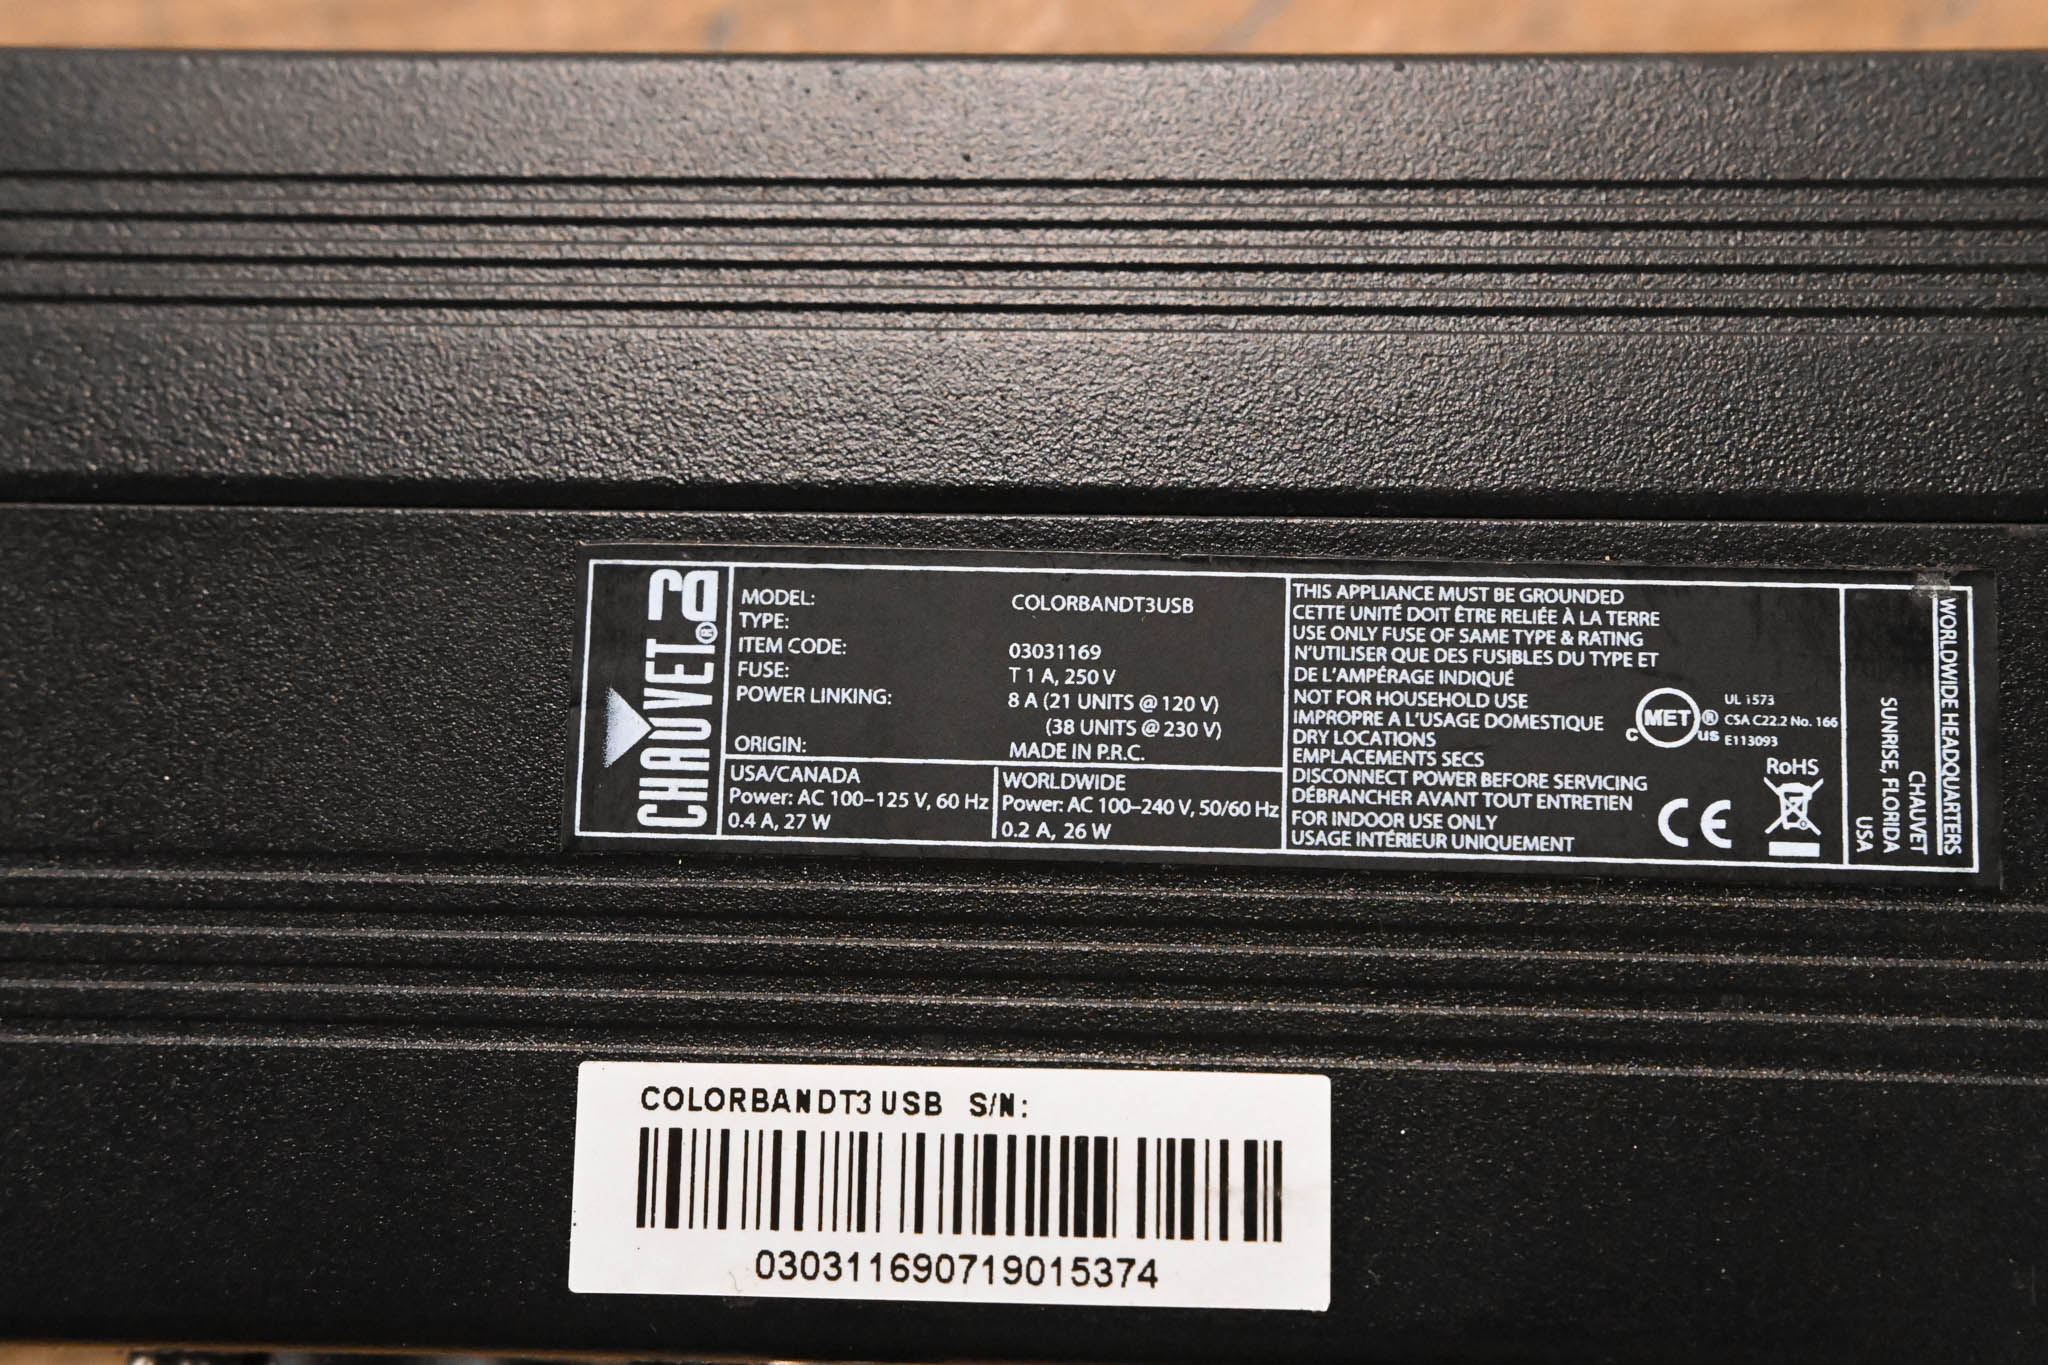 CHAUVET®
MODEL: COLORBANDT3USB
TYPE:
ITEM CODE: 03031169
FUSE: T 1 A, 250 V
POWER LINKING: 8 A (21 UNITS @ 120 V)
(38 UNITS @ 230 V)
ORIGIN: MADE IN P.R.C.
USA/CANADA
Power: AC 100–125 V, 60 Hz
0.4 A, 27 W
WORLDWIDE
Power: AC 100–240 V, 50/60 Hz
0.2 A, 26 W
THIS APPLIANCE MUST BE GROUNDED
CETTE UNITÉ DOIT ÊTRE RELIÉE À LA TERRE
USE ONLY FUSE OF SAME TYPE & RATING
N'UTILISER QUE DES FUSIBLES DU TYPE ET
DE L'AMPÉRAGE INDIQUÉ
NOT FOR HOUSEHOLD USE
IMPROPRE A L'USAGE DOMESTIQUE
DRY LOCATIONS
EMPLACEMENTS SECS
DISCONNECT POWER BEFORE SERVICING
DÉBRANCHER AVANT TOUT ENTRETIEN
FOR INDOOR USE ONLY
USAGE INTÉRIEUR UNIQUEMENT
c MET ® us
UL 1573
CSA C22.2 No. 166
E113093
CE
RoHS
WORLDWIDE HEADQUARTERS
CHAUVET
SUNRISE, FLORIDA
USA
COLORBANDT3USB S/N:
030311690719015374